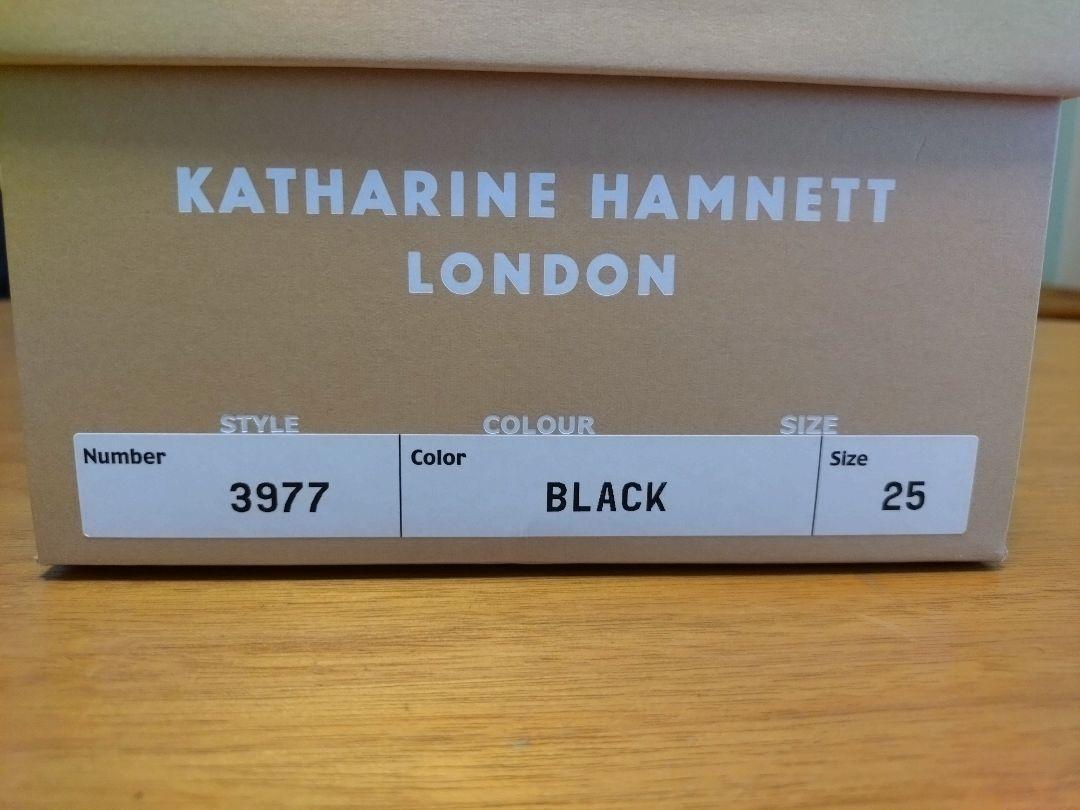 KATHARINE HAMNETT
LONDON
STYLE COLOUR SIZE
Number Color Size
3977 BLACK 25